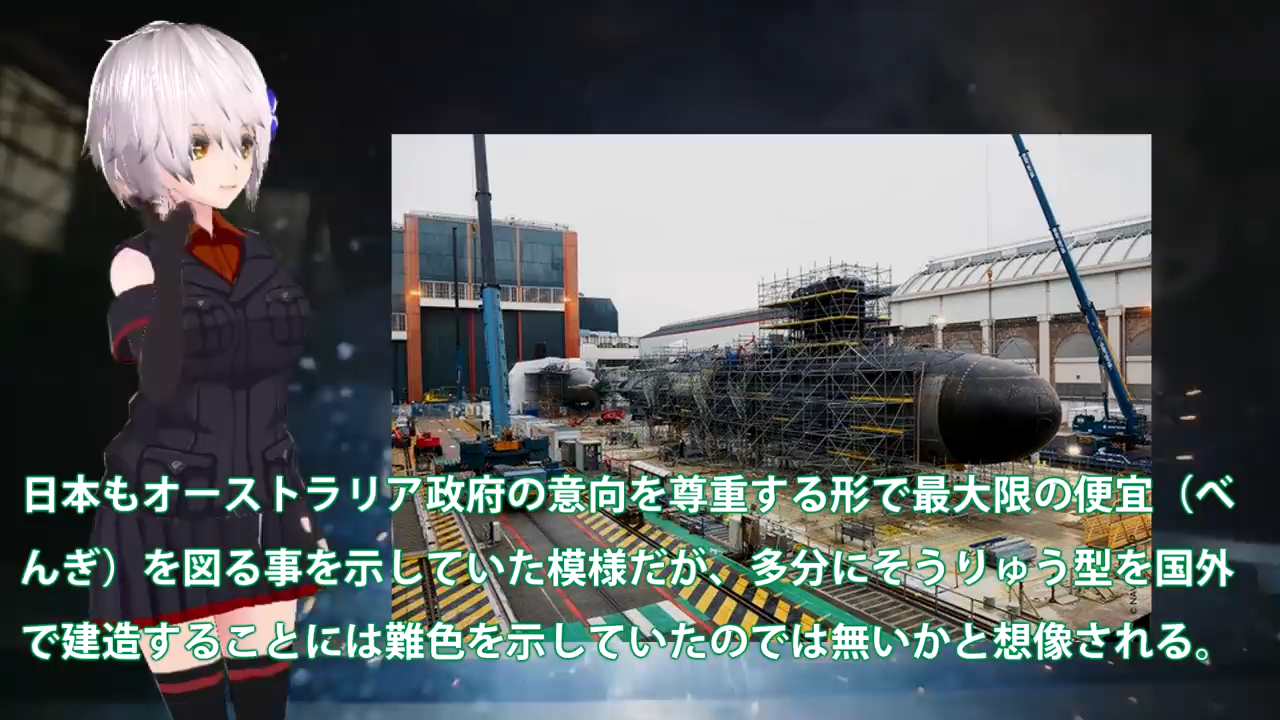 日本もオーストラリア政府の意向を尊重する形で最大限の便宜（べ
んぎ）を図る事を示していた模様だが、多分にそうりゅう型を国外
で建造することには難色を示していたのでは無いかと想像される。